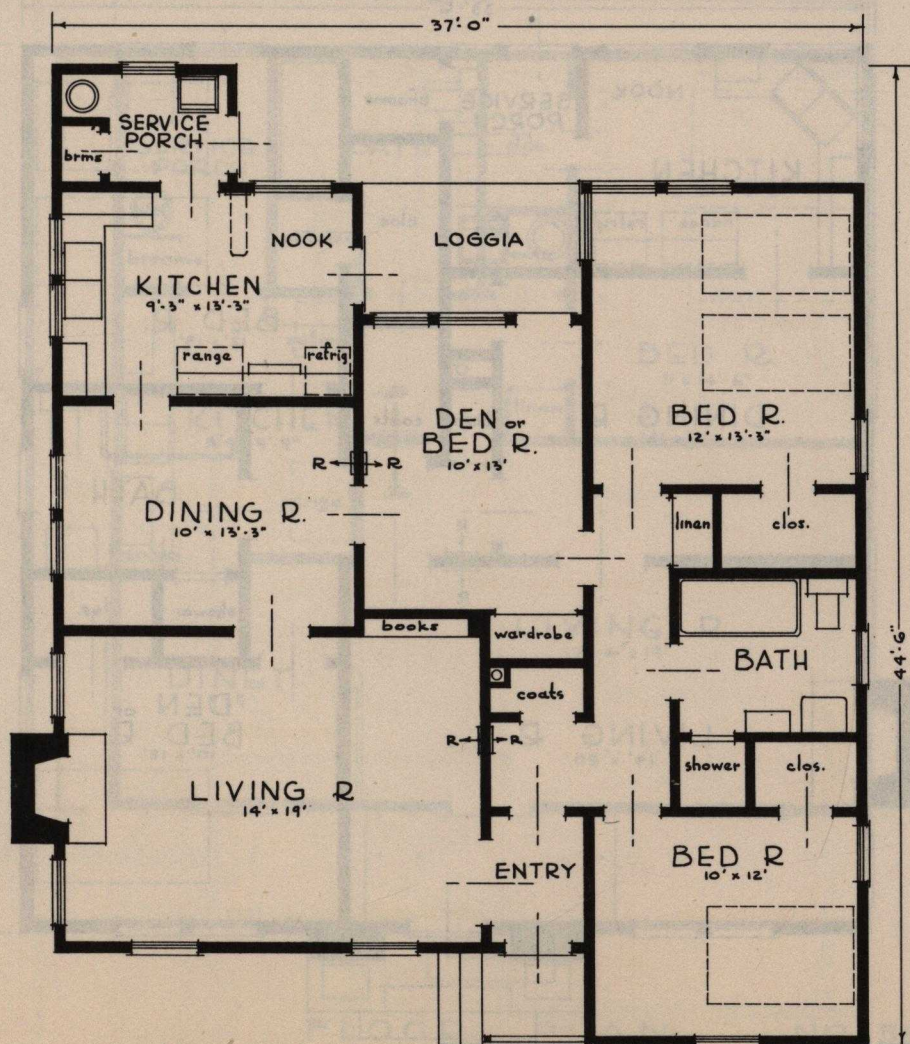 37'-0"
SERVICE
PORCH
brms
NOOK
LOGGIA
KITCHEN
9'-3" x 13'-3"
range
refrig
BED R.
12' x 13'-3"
DEN or
BED R.
10' x 13'
R R
DINING R.
10' x 13'-3"
linen
clos.
books
wardrobe
BATH
44'-6"
coats
R R
shower
clos.
LIVING R
14' x 19'
ENTRY
BED R
10' x 12'